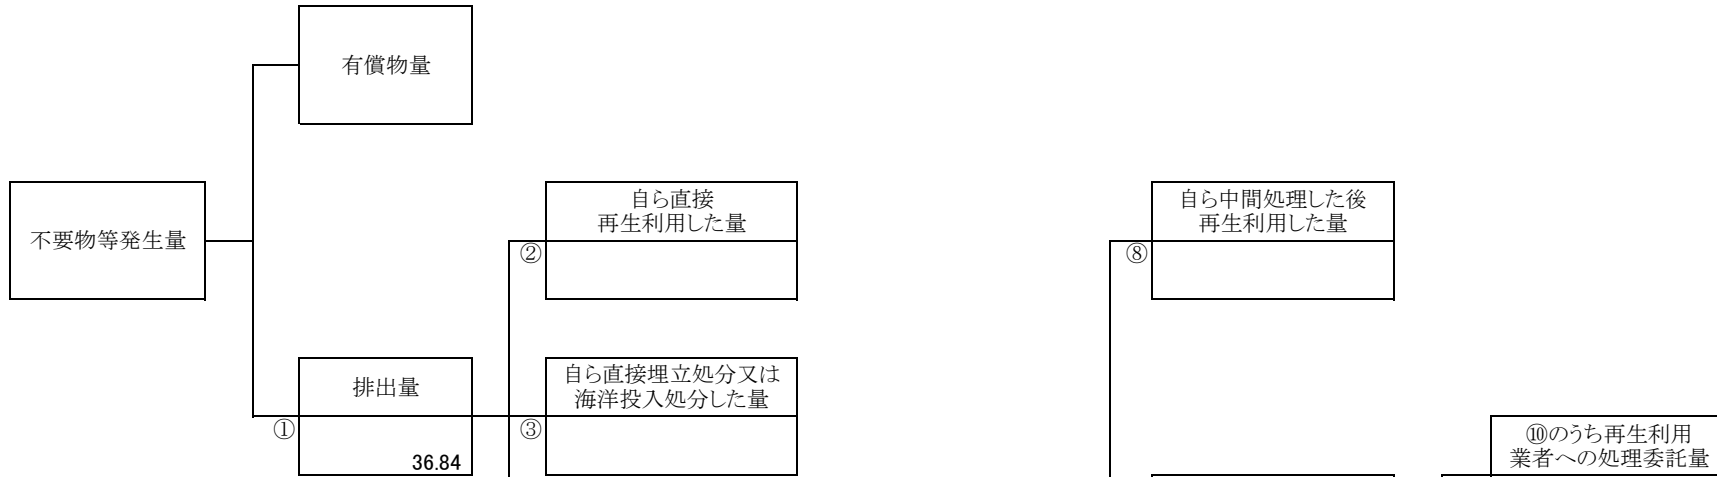 有償物量
不要物等発生量
自ら直接
再生利用した量
②
自ら中間処理した後
再生利用した量
⑧
排出量
①
36.84
自ら直接埋立処分又は
海洋投入処分した量
③
⑩のうち再生利用
業者への処理委託量